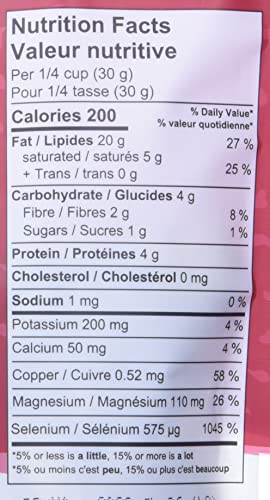 Nutrition Facts
Valeur nutritive
Per 1/4 cup (30 g)
Pour 1/4 tasse (30 g)
Calories 200 % Daily Value*
% valeur quotidienne*
Fat / Lipides 20 g 27 %
saturated / saturés 5 g
+ Trans / trans 0 g 25 %
Carbohydrate / Glucides 4 g
Fibre / Fibres 2 g 8 %
Sugars / Sucres 1 g 1 %
Protein / Protéines 4 g
Cholesterol / Cholestérol 0 mg
Sodium 1 mg 0 %
Potassium 200 mg 4 %
Calcium 50 mg 4 %
Copper / Cuivre 0.52 mg 58 %
Magnesium / Magnésium 110 mg 26 %
Selenium / Sélénium 575 µg 1045 %
*5% or less is a little, 15% or more is a lot
*5% ou moins c'est peu, 15% ou plus c'est beaucoup